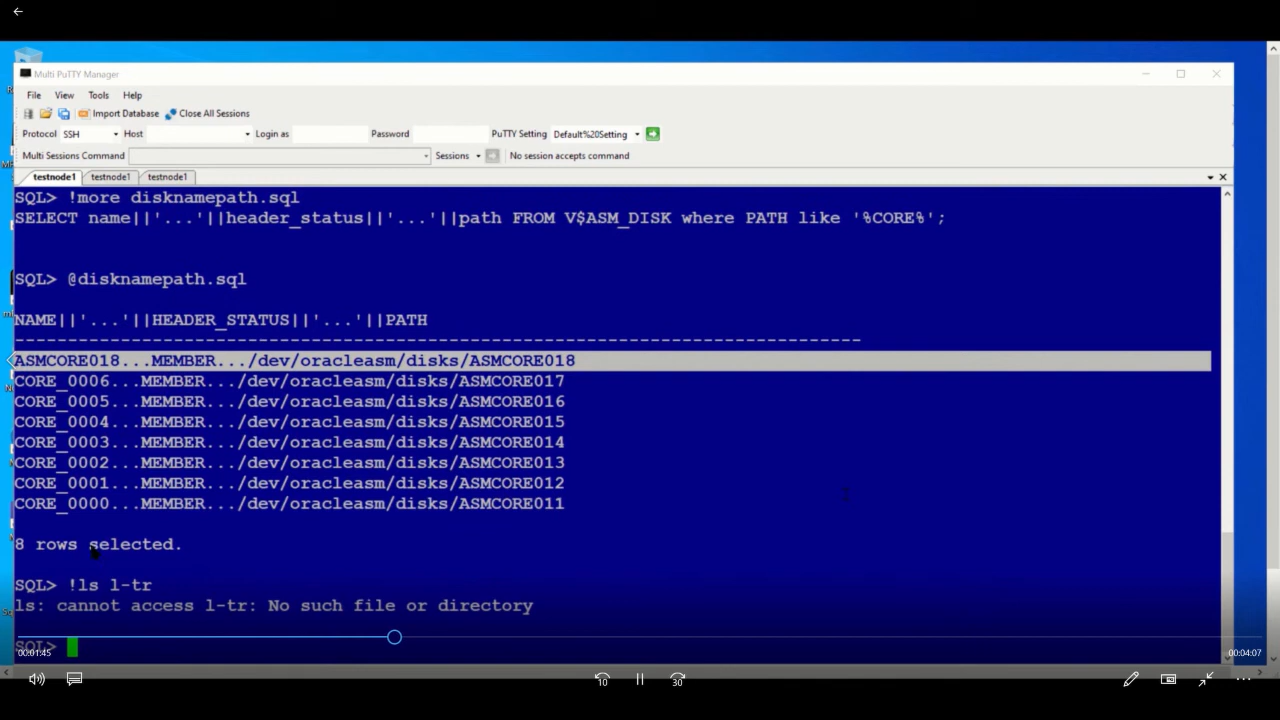 Multi PuTTY Manager
File View Tools Help
Import Database Close All Sessions
Protocol SSH Host Login as Password PuTTY Setting Default%20Setting
Multi Sessions Command Sessions No session accepts command
testnode1 testnode1 testnode1
SQL> !more disknamepath.sql
SELECT name||'...'||header_status||'...'||path FROM V$ASM_DISK where PATH like '%CORE%';
SQL> @disknamepath.sql
NAME||'...'||HEADER_STATUS||'...'||PATH
--------------------------------------------------------------------------------
ASMCORE018...MEMBER.../dev/oracleasm/disks/ASMCORE018
CORE_0006...MEMBER.../dev/oracleasm/disks/ASMCORE017
CORE_0005...MEMBER.../dev/oracleasm/disks/ASMCORE016
CORE_0004...MEMBER.../dev/oracleasm/disks/ASMCORE015
CORE_0003...MEMBER.../dev/oracleasm/disks/ASMCORE014
CORE_0002...MEMBER.../dev/oracleasm/disks/ASMCORE013
CORE_0001...MEMBER.../dev/oracleasm/disks/ASMCORE012
CORE_0000...MEMBER.../dev/oracleasm/disks/ASMCORE011
8 rows selected.
SQL> !ls l-tr
ls: cannot access l-tr: No such file or directory
SQL>
00:01:45 00:04:07
10 30